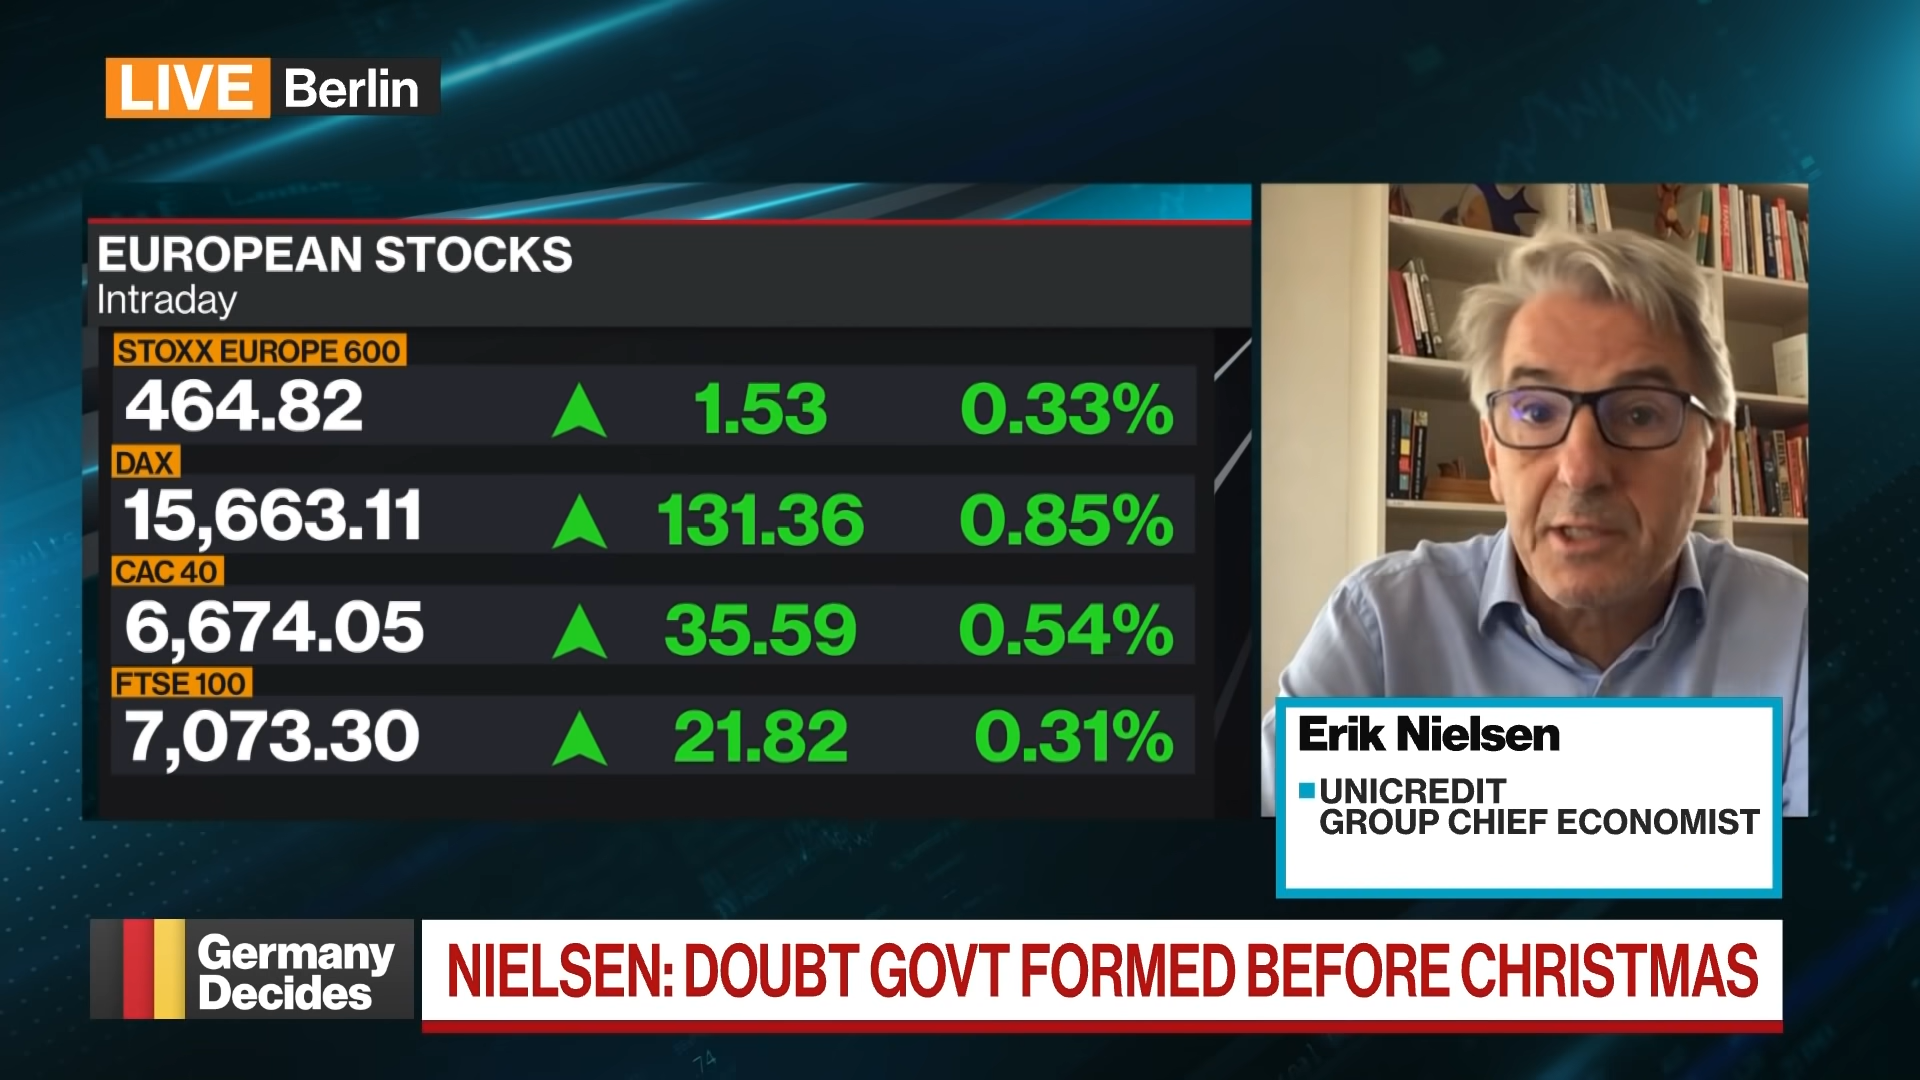 LIVE Berlin
EUROPEAN STOCKS
Intraday
STOXX EUROPE 600
464.82 1.53 0.33%
DAX
15,663.11 131.36 0.85%
CAC 40
6,674.05 35.59 0.54%
FTSE 100
7,073.30 21.82 0.31%
Erik Nielsen
UNICREDIT
GROUP CHIEF ECONOMIST
Germany
Decides
NIELSEN: DOUBT GOVT FORMED BEFORE CHRISTMAS
74